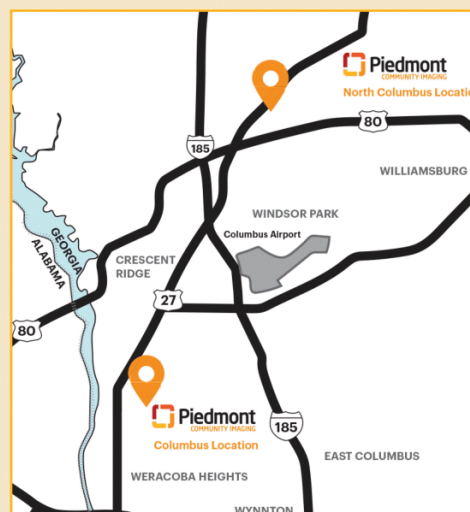 Piedmont
COMMUNITY IMAGING
North Columbus Locatio
80
185
WILLIAMSBURG
WINDSOR PARK
Columbus Airport
GEORGIA
ALABAMA
CRESCENT
RIDGE
27
80
Piedmont
COMMUNITY IMAGING
Columbus Location
185
EAST COLUMBUS
WERACOBA HEIGHTS
WYNNTON